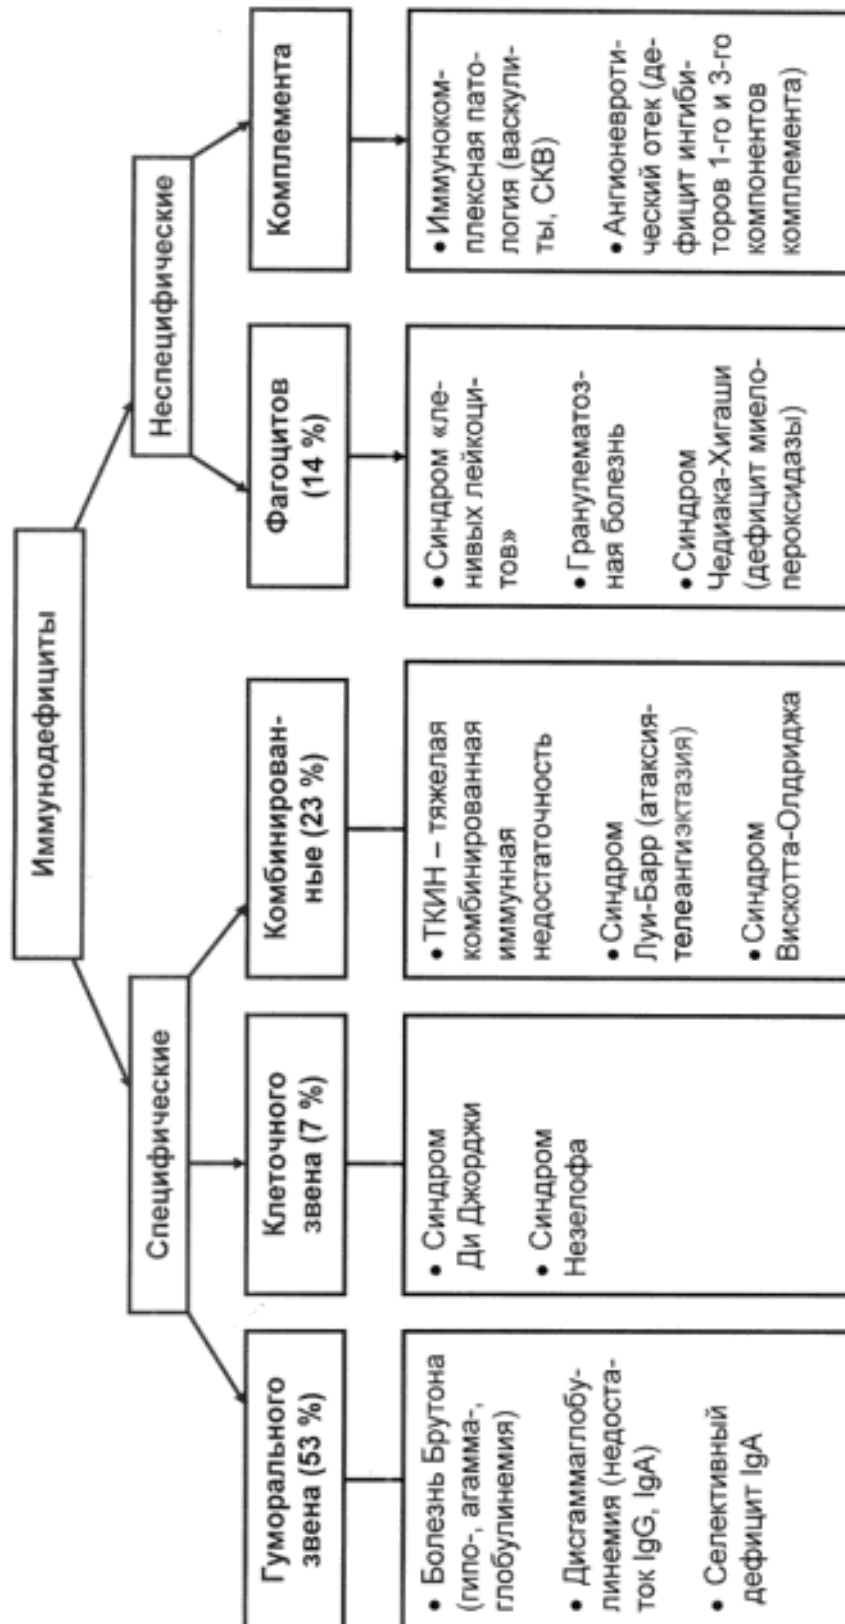 Иммунодефициты
Специфические
Неспецифические
Гуморального
звена (53 %)
Клеточного
звена (7 %)
Комбинирован-
ные (23 %)
Фагоцитов
(14 %)
Комплемента
• Болезнь Брутона
(гипо-, агамма-,
глобулинемия)
• Дисгаммаглобу-
линемия (недоста-
ток IgG, IgA)
• Селективный
дефицит IgA
• Синдром
Ди Джорджи
• Синдром
Незелофа
• ТКИН – тяжелая
комбинированная
иммунная
недостаточность
• Синдром
Луи-Барр (атаксия-
телеангиэктазия)
• Синдром
Вискотта-Олдриджа
• Синдром «ле-
нивых лейкоци-
тов»
• Гранулематоз-
ная болезнь
• Синдром
Чедиака-Хигаши
(дефицит миело-
пероксидазы)
• Иммуноком-
плексная пато-
логия (васкули-
ты, СКВ)
• Ангионевроти-
ческий отек (де-
фицит ингиби-
торов 1-го и 3-го
компонентов
комплемента)